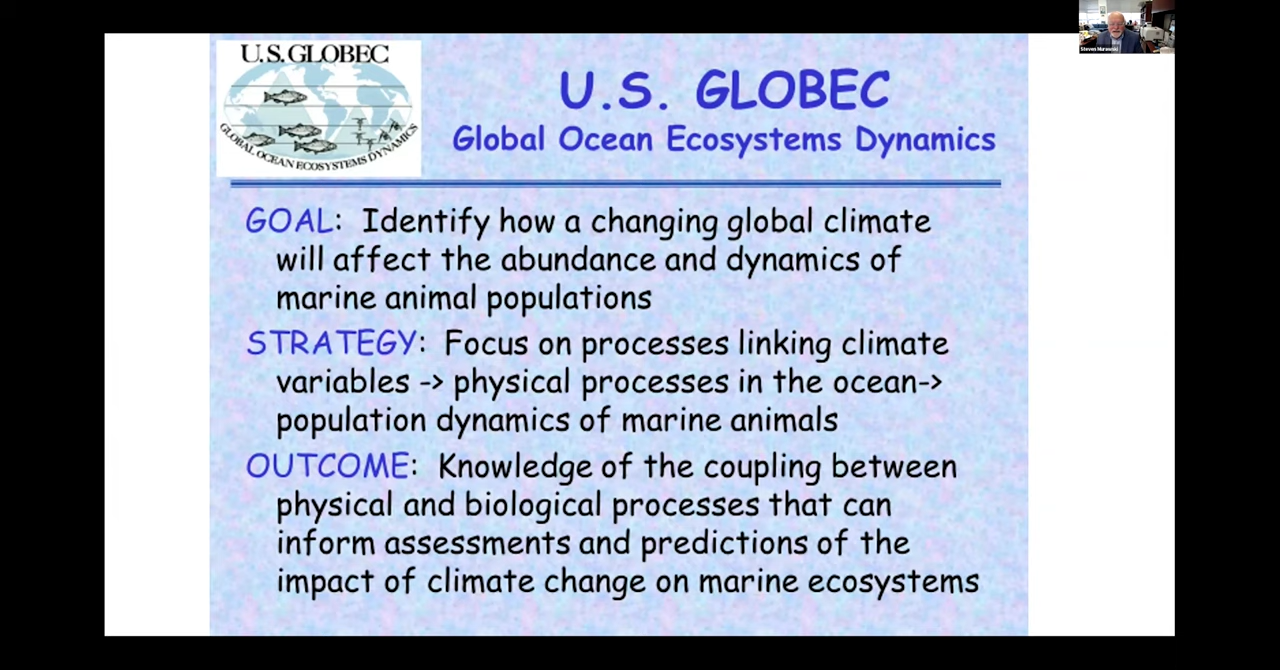 U.S. GLOBEC
GLOBAL OCEAN ECOSYSTEMS DYNAMICS
U.S. GLOBEC
Global Ocean Ecosystems Dynamics
GOAL: Identify how a changing global climate
will affect the abundance and dynamics of
marine animal populations
STRATEGY: Focus on processes linking climate
variables -> physical processes in the ocean->
population dynamics of marine animals
OUTCOME: Knowledge of the coupling between
physical and biological processes that can
inform assessments and predictions of the
impact of climate change on marine ecosystems
Steven Murawski